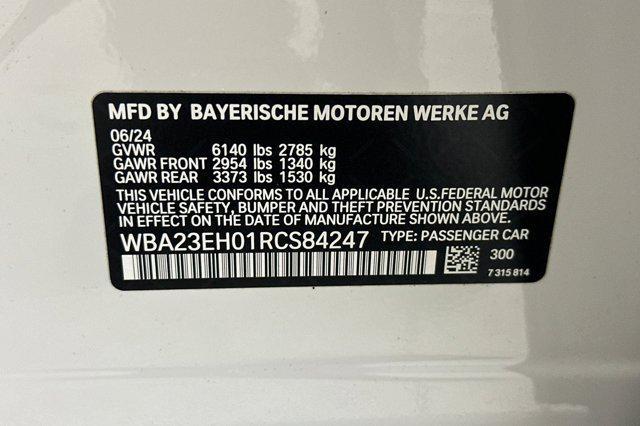 MFD BY BAYERISCHE MOTOREN WERKE AG
06/24
GVWR 6140 lbs 2785 kg
GAWR FRONT 2954 lbs 1340 kg
GAWR REAR 3373 lbs 1530 kg
THIS VEHICLE CONFORMS TO ALL APPLICABLE U.S.FEDERAL MOTOR
VEHICLE SAFETY, BUMPER AND THEFT PREVENTION STANDARDS
IN EFFECT ON THE DATE OF MANUFACTURE SHOWN ABOVE.
WBA23EH01RCS84247 TYPE: PASSENGER CAR
300
7 315 814